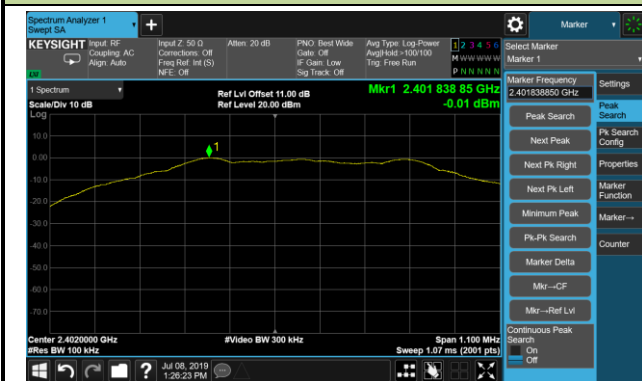 Spectrum Analyzer 1
Swept SA
Marker
KEYSIGHT
Input: RF
Coupling: AC
Align: Auto
Input Z: 50 Ω
Corrections: Off
Freq Ref: Int (S)
NFE: Off
Atten: 20 dB
PNO: Best Wide
Gate: Off
IF Gain: Low
Sig Track: Off
Avg Type: Log-Power
Avg|Hold:>100/100
Trig: Free Run
1 2 3 4 5 6
M W W W W W
P N N N N N
Select Marker
Marker 1
1 Spectrum
Scale/Div 10 dB
Log
Ref Lvl Offset 11.00 dB
Ref Level 20.00 dBm
Mkr1 2.401 838 85 GHz
-0.01 dBm
10.0
0.00
-10.0
-20.0
-30.0
-40.0
-50.0
-60.0
-70.0
1
Center 2.4020000 GHz
#Res BW 100 kHz
#Video BW 300 kHz
Span 1.100 MHz
Sweep 1.07 ms (2001 pts)
Marker Frequency
2.401838850 GHz
Peak Search
Next Peak
Next Pk Right
Next Pk Left
Minimum Peak
Pk-Pk Search
Marker Delta
Mkr→CF
Mkr→Ref Lvl
Continuous Peak
Search
On
Off
Settings
Peak
Search
Pk Search
Config
Properties
Marker
Function
Marker→
Counter
Jul 08, 2019
1:26:23 PM